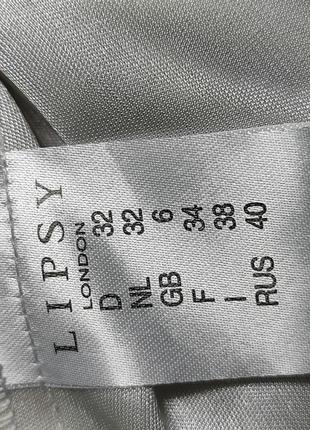 LIPSY
LONDON
D 32
NL 32
GB 6
F 34
I 38
RUS 40